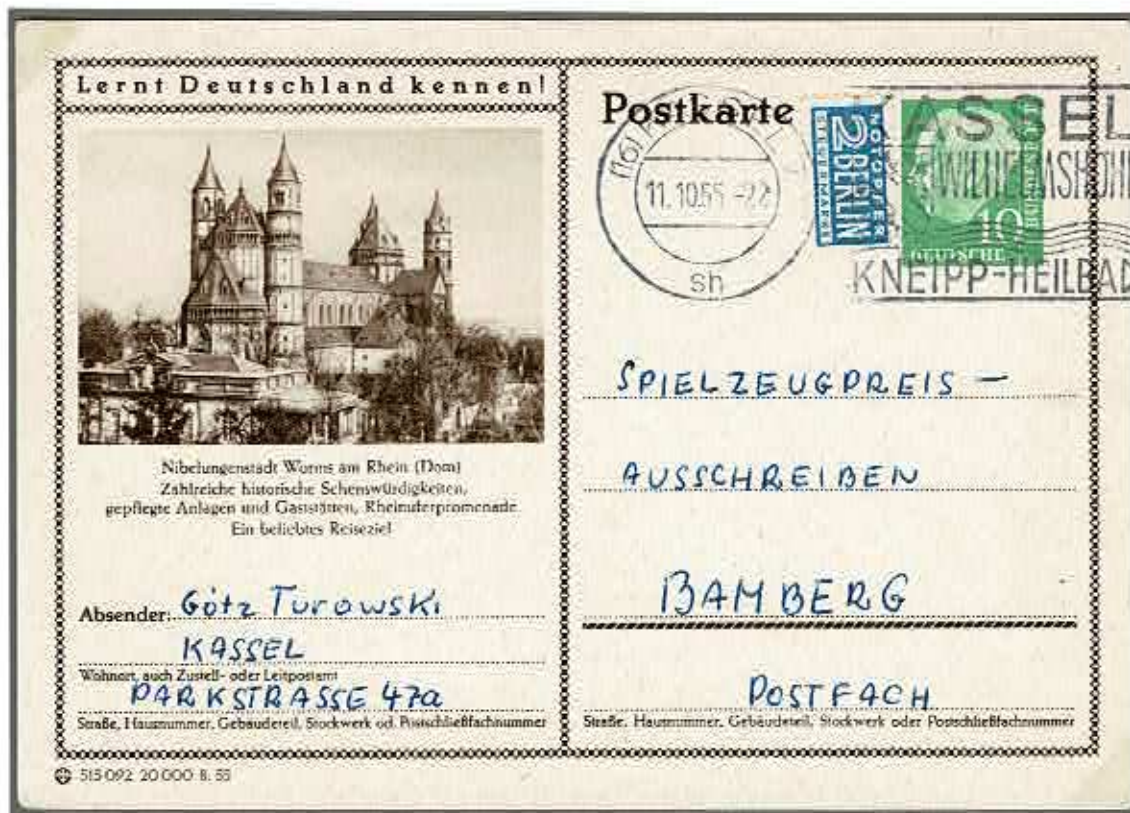 Lernt Deutschland kennen!
Nibelungenstadt Worms am Rhein (Dom)
Zahlreiche historische Sehenswürdigkeiten,
gepflegte Anlagen und Gaststätten, Rheinuferpromenade
Ein beliebtes Reiseziel
Absender: Götz Turowski
KASSEL
Wohnort, auch Zustell- oder Leitpostamt
PARKSTRASSE 47a
Straße, Hausnummer, Gebäudeteil, Stockwerk od. Postschließfachnummer
515 092 20 000 8. 55
Postkarte
(16)
11.10.55 -22
sh
NOTOPFER
2 BERLIN
STEUERMARKE
10
DEUTSCHE
KASSEL
WILHELMSHÖHE
KNEIPP-HEILBAD
SPIELZEUGPREIS —
AUSSCHREIBEN
BAMBERG
POSTFACH
Straße, Hausnummer, Gebäudeteil, Stockwerk oder Postschließfachnummer